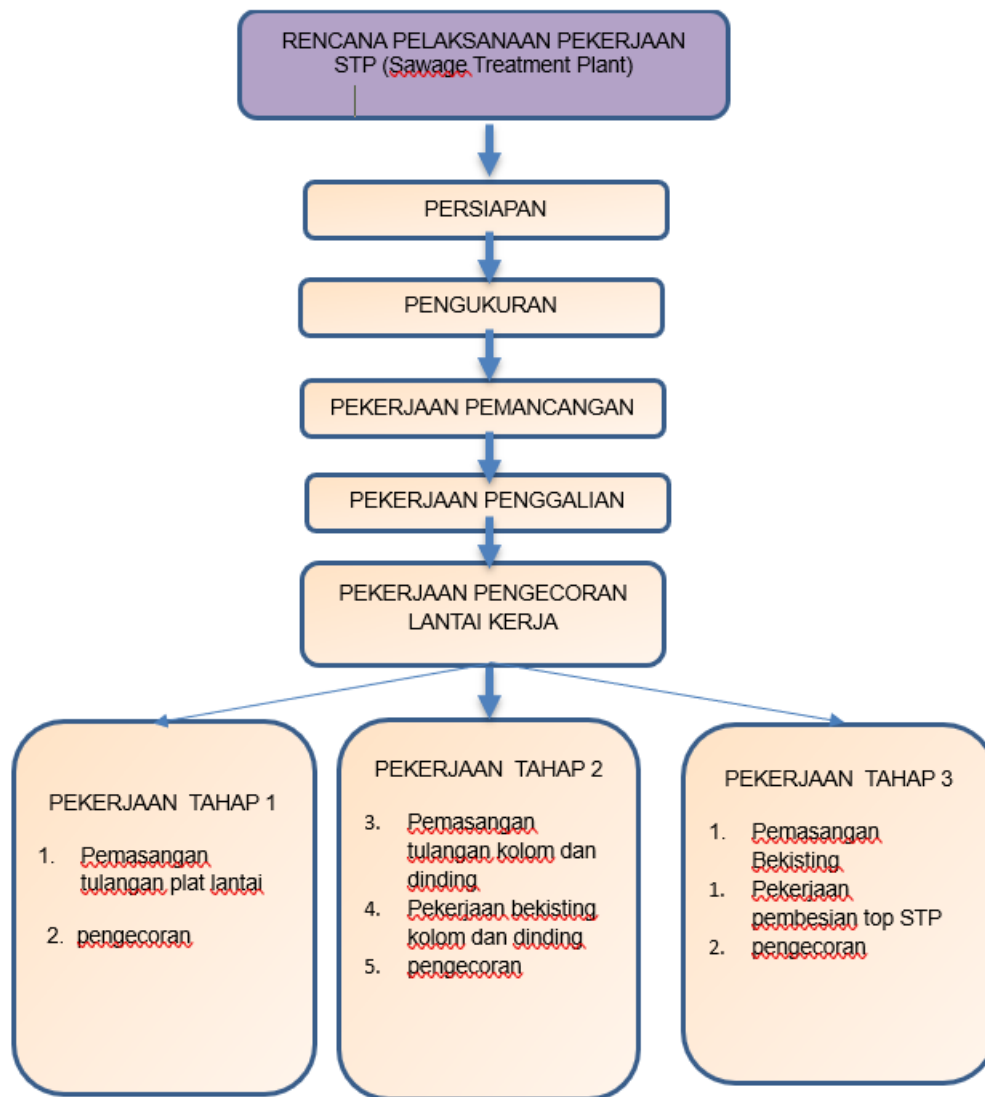 RENCANA PELAKSANAAN PEKERJAAN
STP (Sawage Treatment Plant)
PERSIAPAN
PENGUKURAN
PEKERJAAN PEMANCANGAN
PEKERJAAN PENGGALIAN
PEKERJAAN PENGECORAN
LANTAI KERJA
PEKERJAAN TAHAP 1
1. Pemasangan
tulangan plat lantai
2. pengecoran
PEKERJAAN TAHAP 2
3. Pemasangan
tulangan kolom dan
dinding
4. Pekerjaan bekisting
kolom dan dinding
5. pengecoran
PEKERJAAN TAHAP 3
1. Pemasangan
Bekisting
1. Pekerjaan
pembesian top STP
2. pengecoran